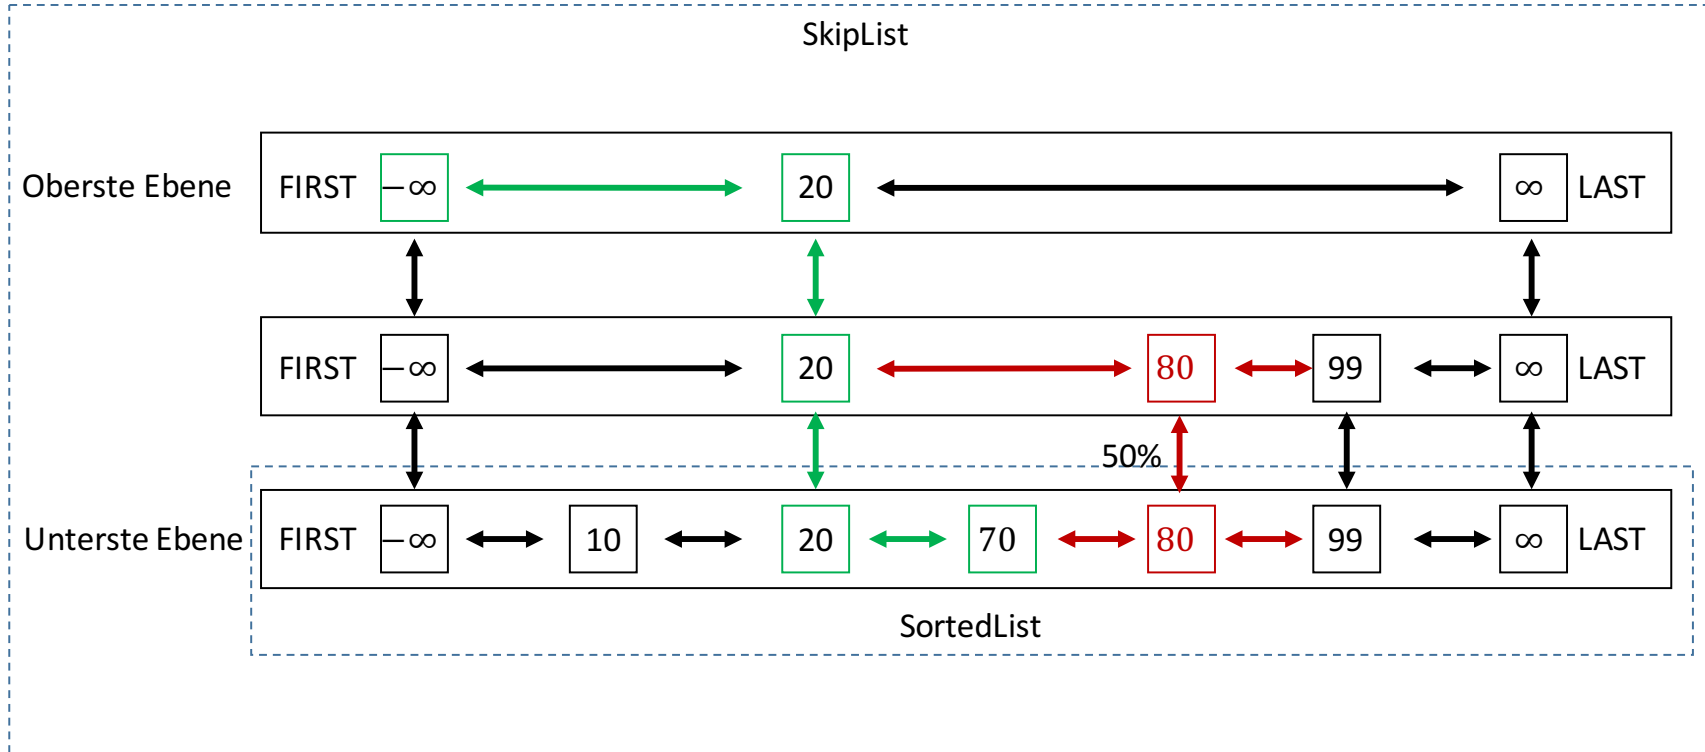 SkipList
Oberste Ebene FIRST −∞ 20 ∞ LAST
FIRST −∞ 20 80 99 ∞ LAST
50%
Unterste Ebene FIRST −∞ 10 20 70 80 99 ∞ LAST
SortedList